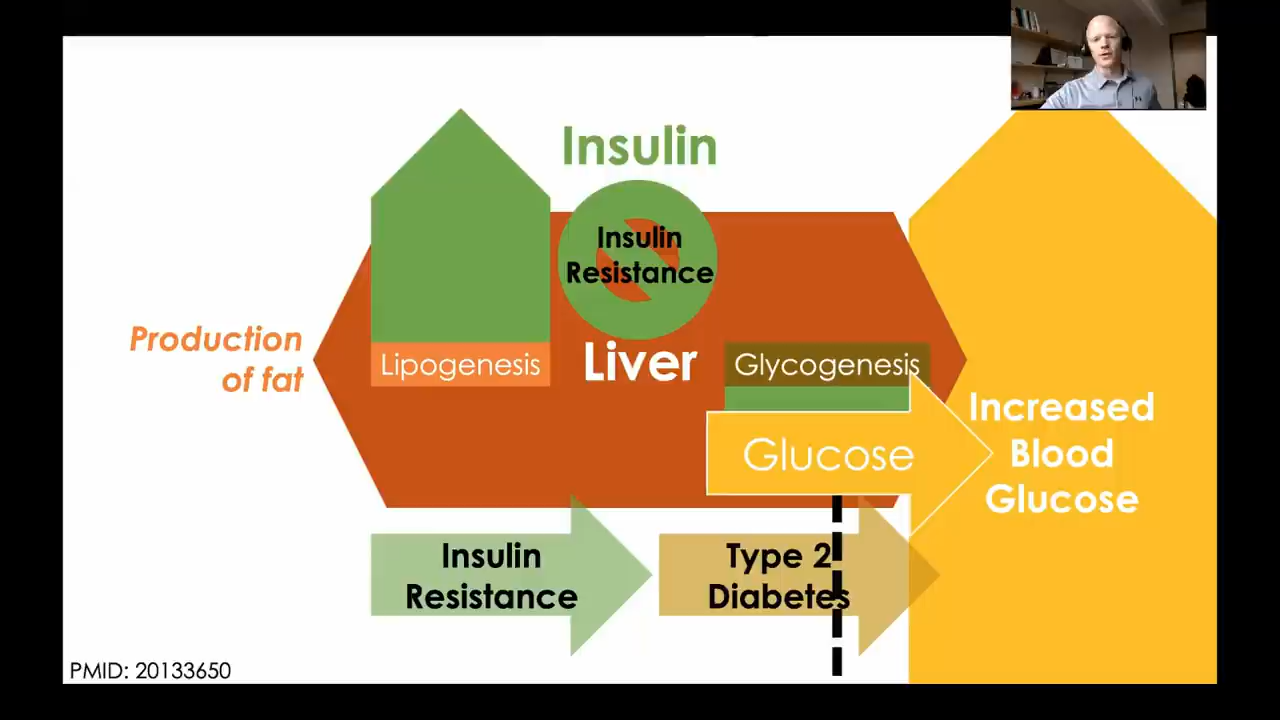 Insulin
Insulin
Resistance
Production
of fat
Lipogenesis
Liver
Glycogenesis
Glucose
Increased
Blood
Glucose
Insulin
Resistance
Type 2
Diabetes
PMID: 20133650